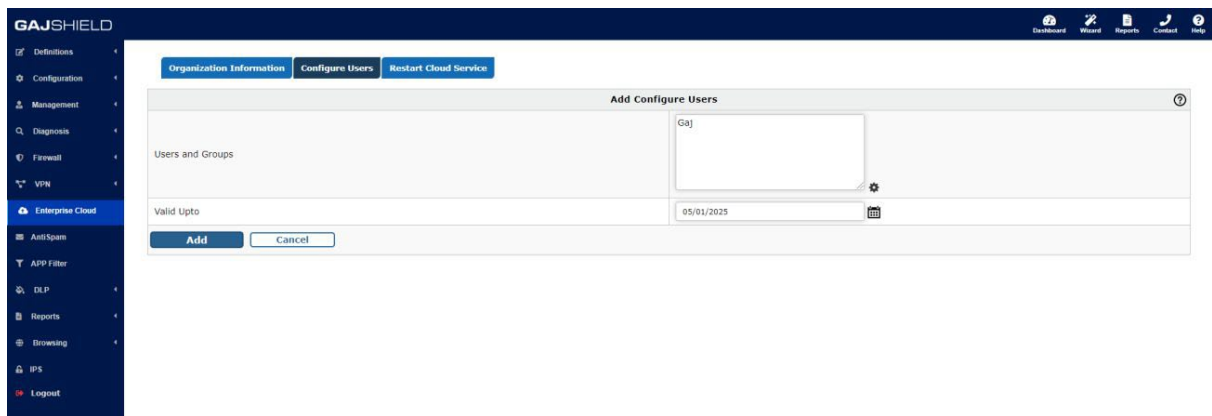 GAJSHIELD
Dashboard
Wizard
Reports
Contact
Help
Definitions
Configuration
Management
Diagnosis
Firewall
VPN
Enterprise Cloud
AntiSpam
APP Filter
DLP
Reports
Browsing
IPS
Logout
Organization Information
Configure Users
Restart Cloud Service
Add Configure Users
Users and Groups
Gaj
Valid Upto
05/01/2025
Add
Cancel